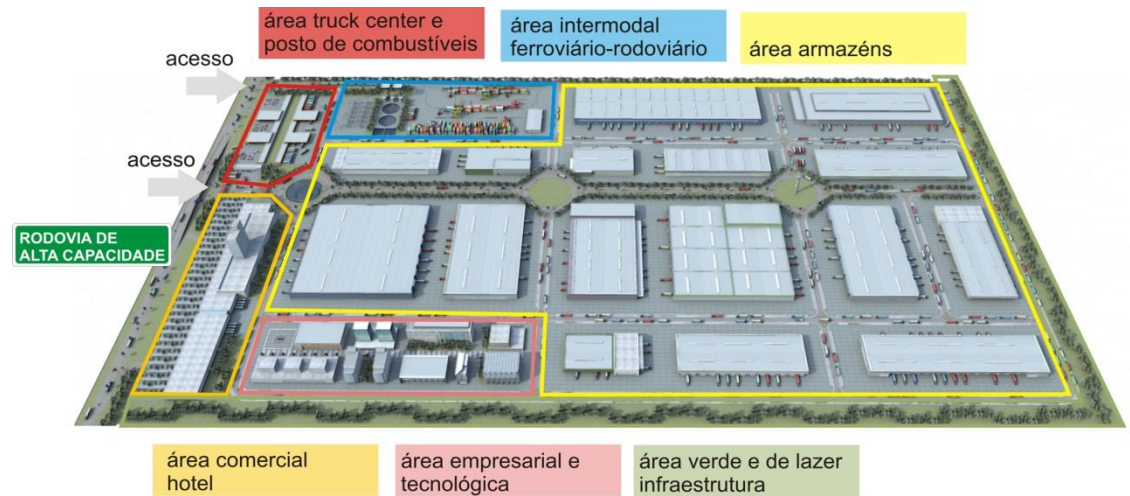 área truck center e
posto de combustíveis
área intermodal
ferroviário-rodoviário
área armazéns
acesso
acesso
RODOVIA DE
ALTA CAPACIDADE
área comercial
hotel
área empresarial e
tecnológica
área verde e de lazer
infraestrutura